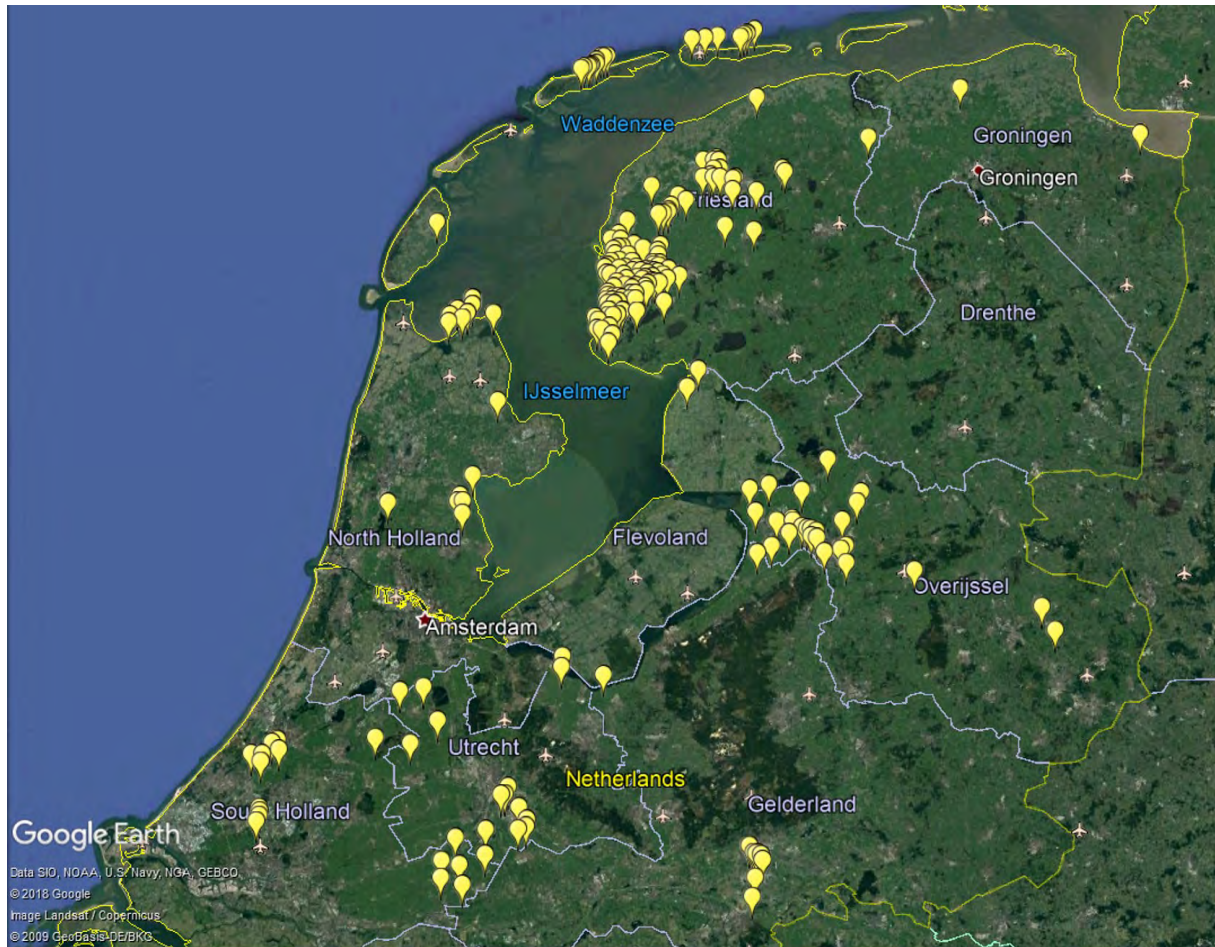 Waddenzee
Groningen
Groningen
Friesland
Drenthe
IJsselmeer
North Holland
Flevoland
Overijssel
Amsterdam
Utrecht
Netherlands
Gelderland
South Holland
Google Earth
Data SIO, NOAA, U.S. Navy, NGA, GEBCO
© 2018 Google
Image Landsat / Copernicus
© 2009 GeoBasis-DE/BKG